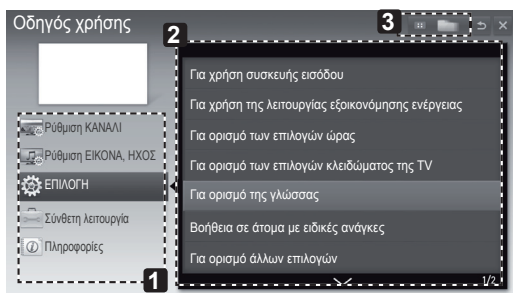 Οδηγός χρήσης
3
2
Για χρήση συσκευής εισόδου
Για χρήση της λειτουργίας εξοικονόμησης ενέργειας
Ρύθμιση ΚΑΝΑΛΙ
Για ορισμό των επιλογών ώρας
Ρύθμιση ΕΙΚΟΝΑ, ΗΧΟΣ
Για ορισμό των επιλογών κλειδώματος της TV
ΕΠΙΛΟΓΗ
Για ορισμό της γλώσσας
Σύνθετη λειτουργία
Βοήθεια σε άτομα με ειδικές ανάγκες
Πληροφορίες
Για ορισμό άλλων επιλογών
1
1/2